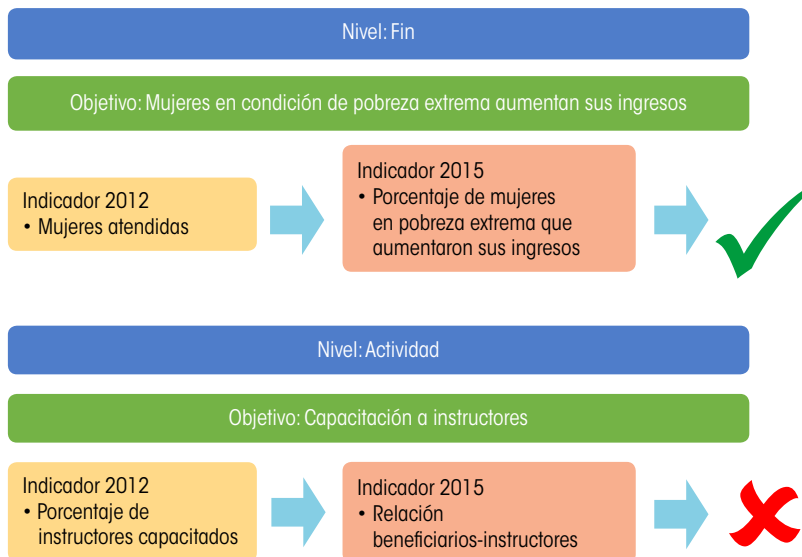 Nivel: Fin
Objetivo: Mujeres en condición de pobreza extrema aumentan sus ingresos
Indicador 2012
• Mujeres atendidas
Indicador 2015
• Porcentaje de mujeres
en pobreza extrema que
aumentaron sus ingresos
Nivel: Actividad
Objetivo: Capacitación a instructores
Indicador 2012
• Porcentaje de
instructores capacitados
Indicador 2015
• Relación
beneficiarios-instructores